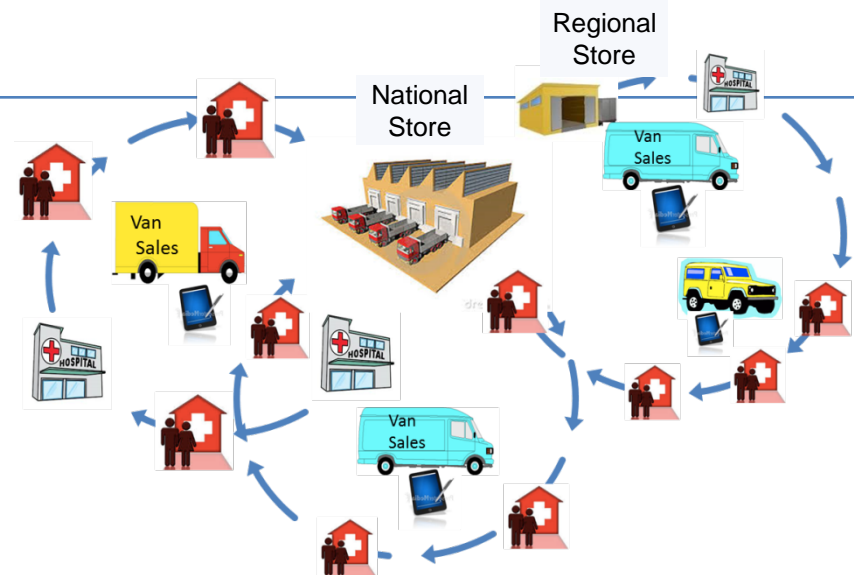 Regional
Store
National
Store
HOSPITAL
Van
Sales
Van
Sales
HOSPITAL
HOSPITAL
Van
Sales